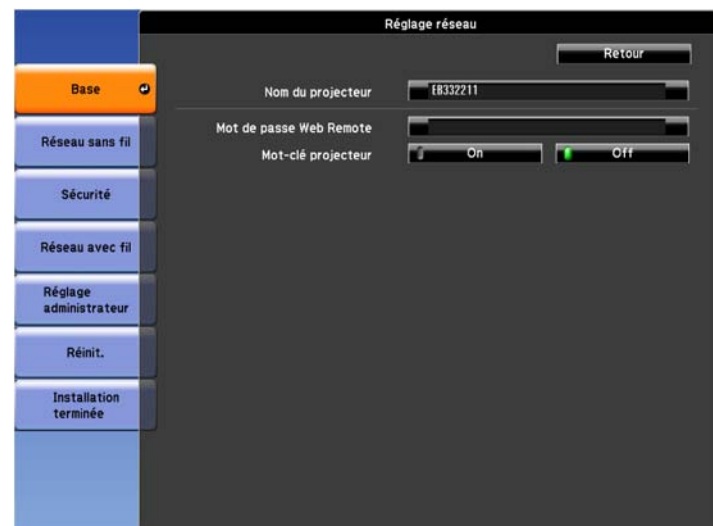 Réglage réseau
Retour
Base
Nom du projecteur
EB332211
Mot de passe Web Remote
Réseau sans fil
Mot-clé projecteur
On
Off
Sécurité
Réseau avec fil
Réglage
administrateur
Réinit.
Installation
terminée